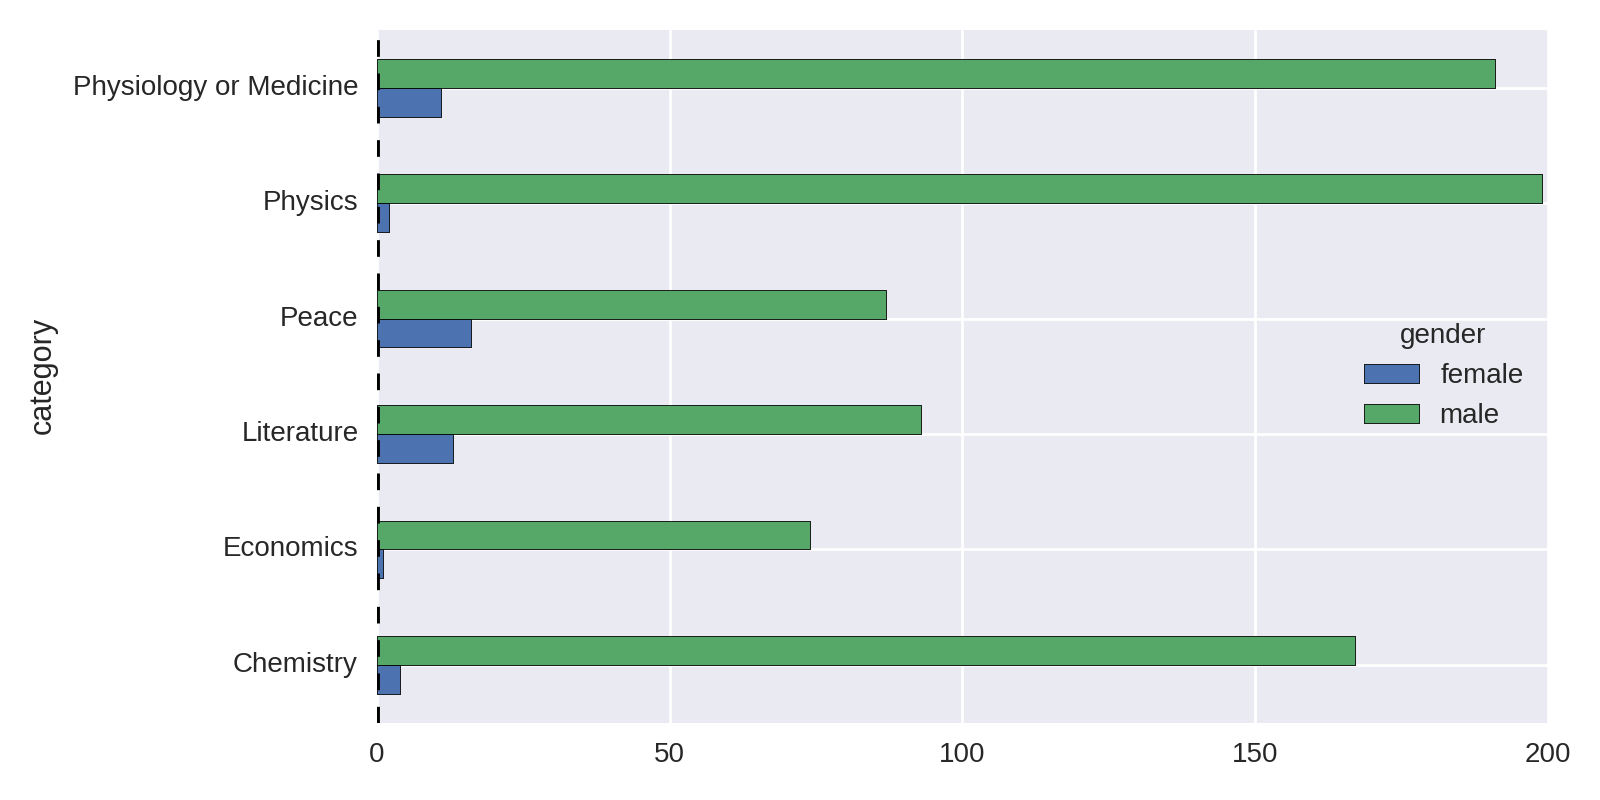 Physiology or Medicine
Physics
Peace
Literature
Economics
Chemistry
category
gender
female
male
0 50 100 150 200